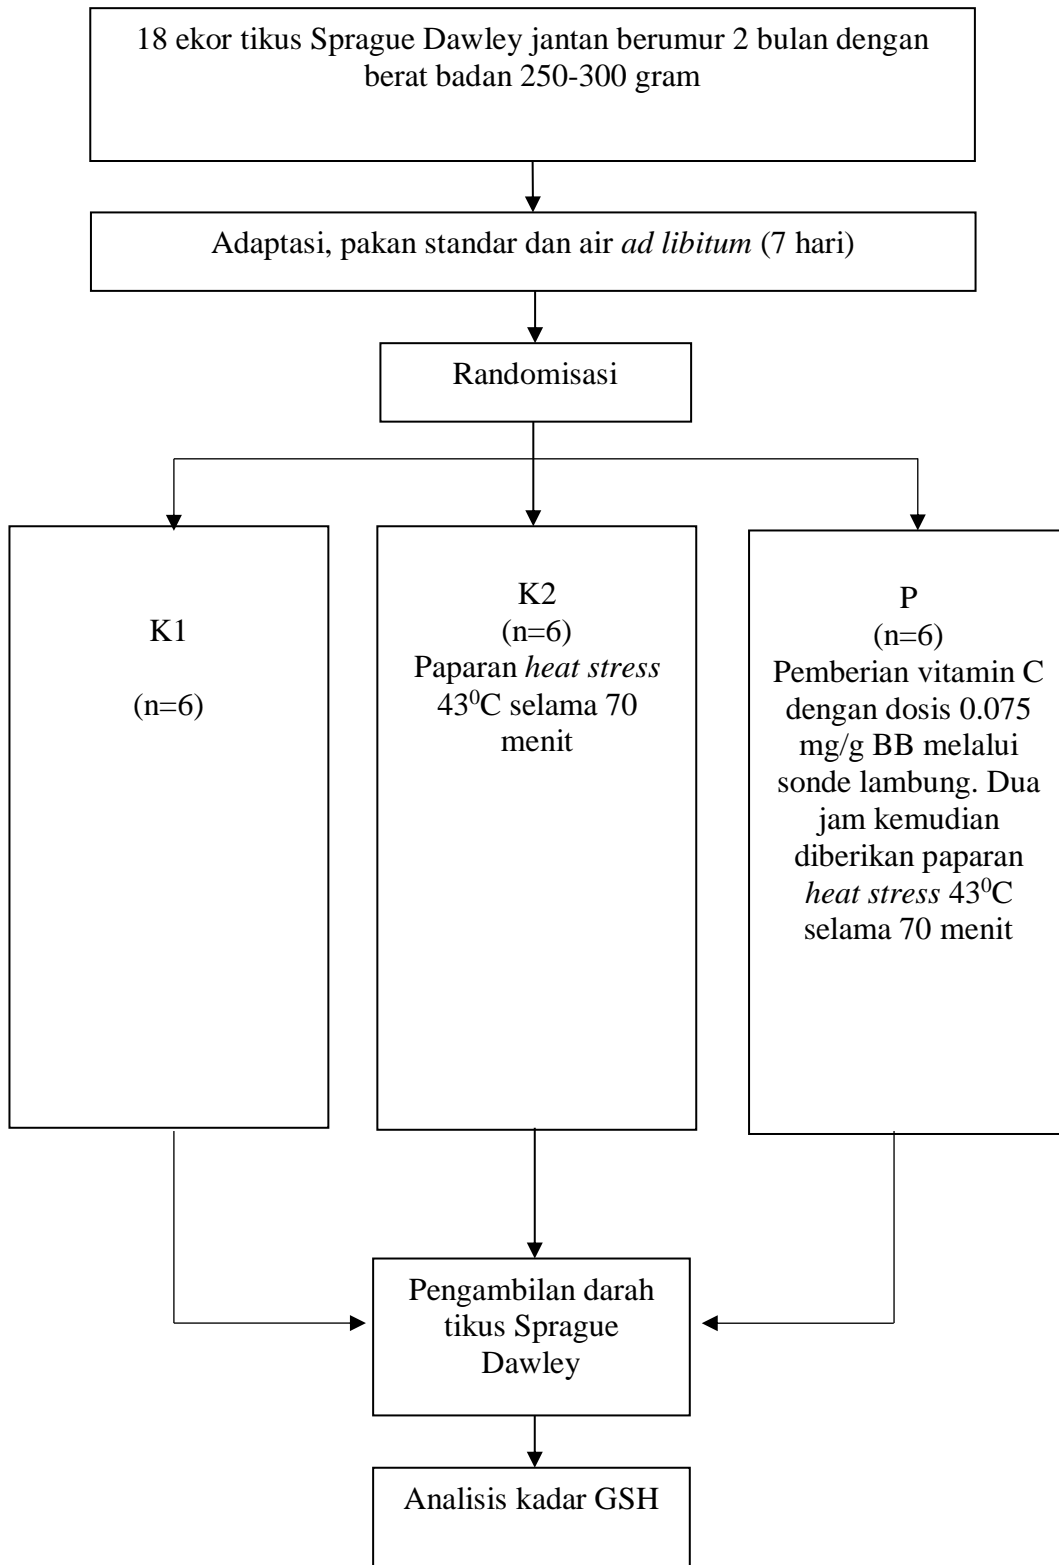 18 ekor tikus Sprague Dawley jantan berumur 2 bulan dengan
berat badan 250-300 gram
Adaptasi, pakan standar dan air ad libitum (7 hari)
Randomisasi
K1
(n=6)
K2
(n=6)
Paparan heat stress
43⁰C selama 70
menit
P
(n=6)
Pemberian vitamin C
dengan dosis 0.075
mg/g BB melalui
sonde lambung. Dua
jam kemudian
diberikan paparan
heat stress 43⁰C
selama 70 menit
Pengambilan darah
tikus Sprague
Dawley
Analisis kadar GSH